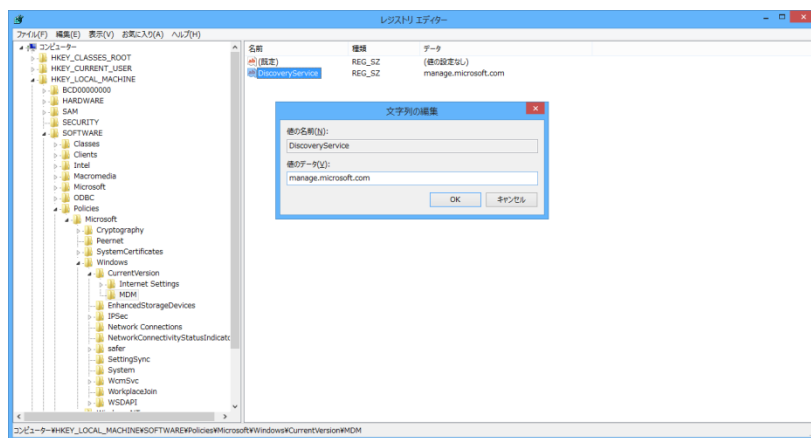 レジストリ エディター
ファイル(F) 編集(E) 表示(V) お気に入り(A) ヘルプ(H)
コンピューター
HKEY_CLASSES_ROOT
HKEY_CURRENT_USER
HKEY_LOCAL_MACHINE
BCD00000000
HARDWARE
SAM
SECURITY
SOFTWARE
Classes
Clients
Intel
Macromedia
Microsoft
ODBC
Policies
Microsoft
Cryptography
Peernet
SystemCertificates
Windows
CurrentVersion
Internet Settings
MDM
EnhancedStorageDevices
IPSec
Network Connections
NetworkConnectivityStatusIndicato
safer
SettingSync
System
WcmSvc
WorkplaceJoin
WSDAPI
名前 種類 データ
(既定) REG_SZ (値の設定なし)
DiscoveryService REG_SZ manage.microsoft.com
文字列の編集
値の名前(N):
DiscoveryService
値のデータ(V):
manage.microsoft.com
OK キャンセル
コンピューター¥HKEY_LOCAL_MACHINE¥SOFTWARE¥Policies¥Microsoft¥Windows¥CurrentVersion¥MDM